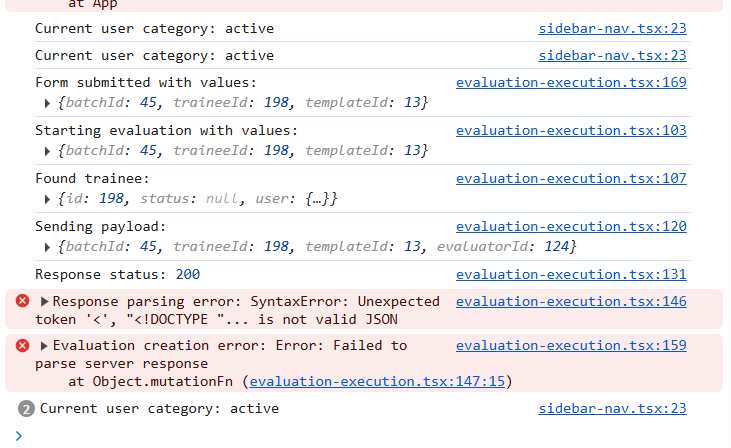 at App
Current user category: active sidebar-nav.tsx:23
Current user category: active sidebar-nav.tsx:23
Form submitted with values: evaluation-execution.tsx:169
{batchId: 45, traineeId: 198, templateId: 13}
Starting evaluation with values: evaluation-execution.tsx:103
{batchId: 45, traineeId: 198, templateId: 13}
Found trainee: evaluation-execution.tsx:107
{id: 198, status: null, user: {…}}
Sending payload: evaluation-execution.tsx:120
{batchId: 45, traineeId: 198, templateId: 13, evaluatorId: 124}
Response status: 200 evaluation-execution.tsx:131
Response parsing error: SyntaxError: Unexpected evaluation-execution.tsx:146
token '<', "<!DOCTYPE "... is not valid JSON
Evaluation creation error: Error: Failed to evaluation-execution.tsx:159
parse server response
at Object.mutationFn (evaluation-execution.tsx:147:15)
2 Current user category: active sidebar-nav.tsx:23